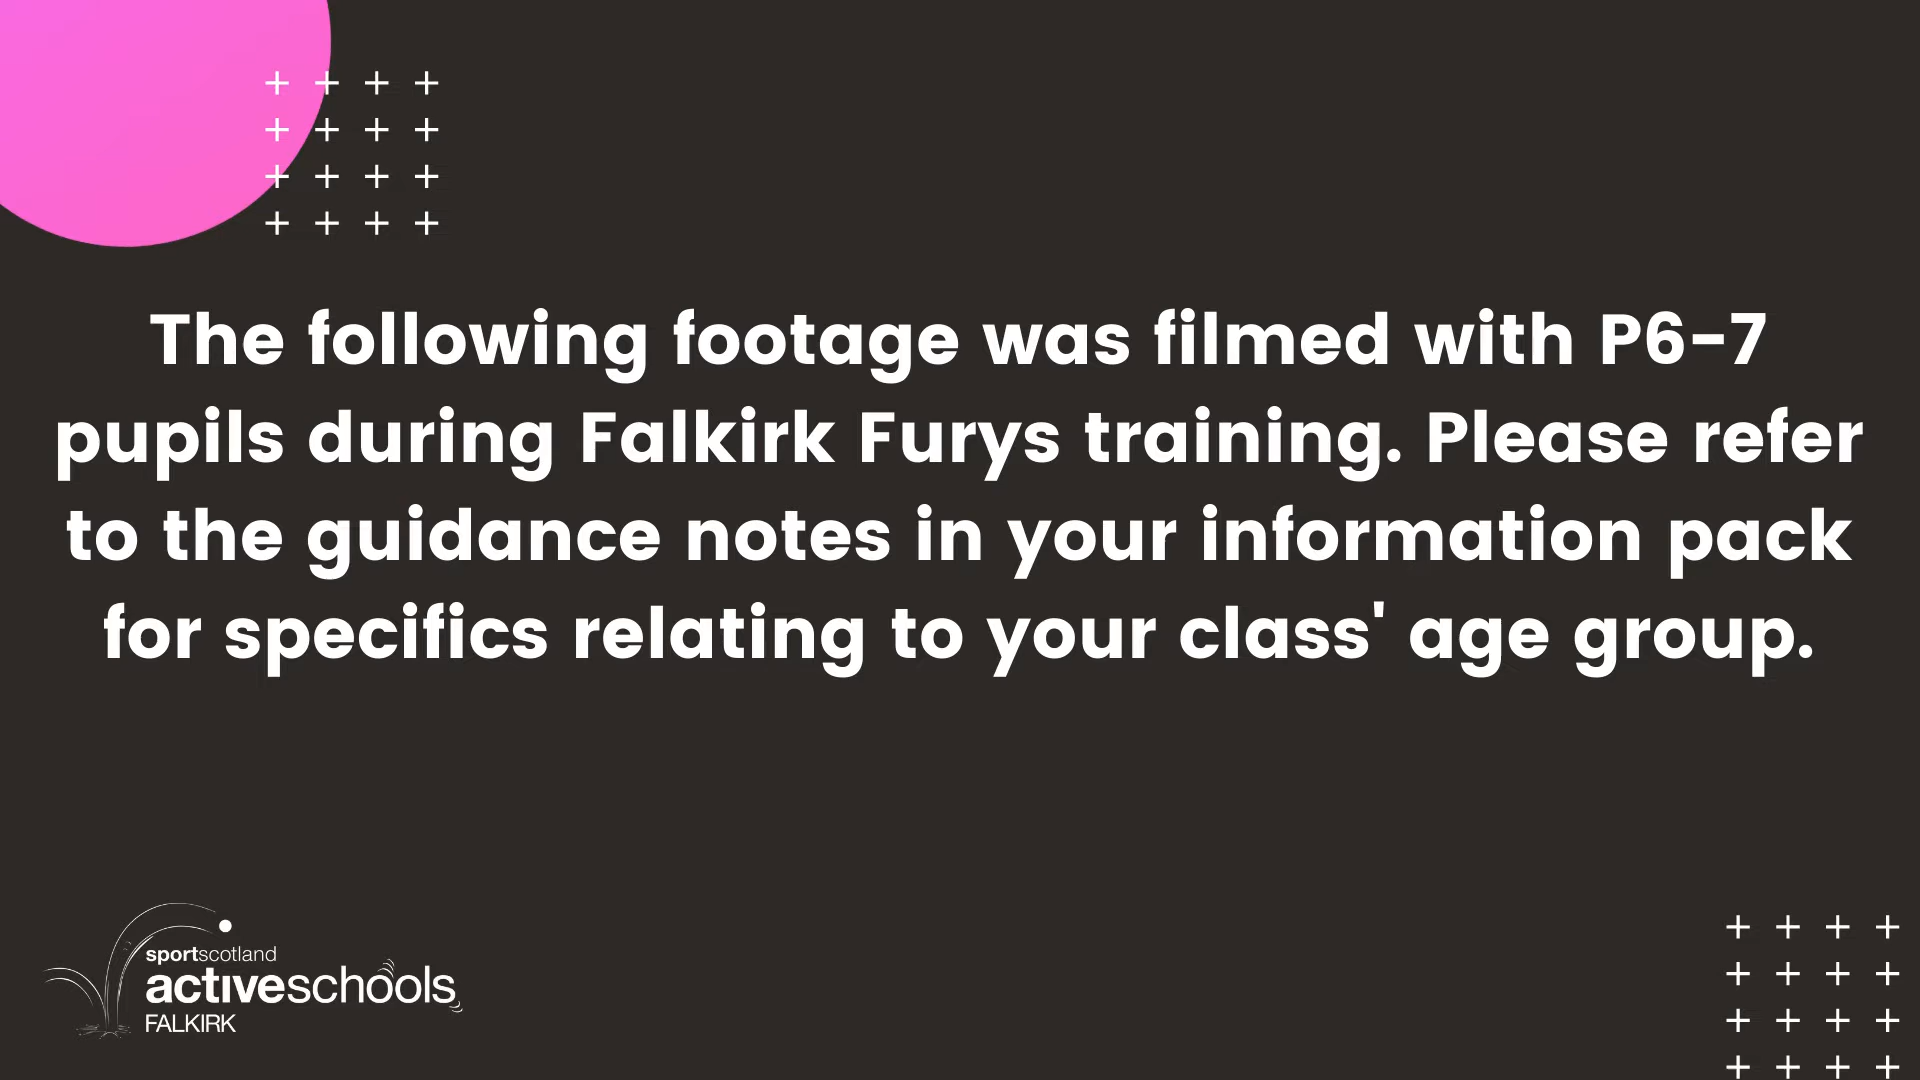 The following footage was filmed with P6-7
pupils during Falkirk Furys training. Please refer
to the guidance notes in your information pack
for specifics relating to your class' age group.
sportscotland
activeschools
FALKIRK